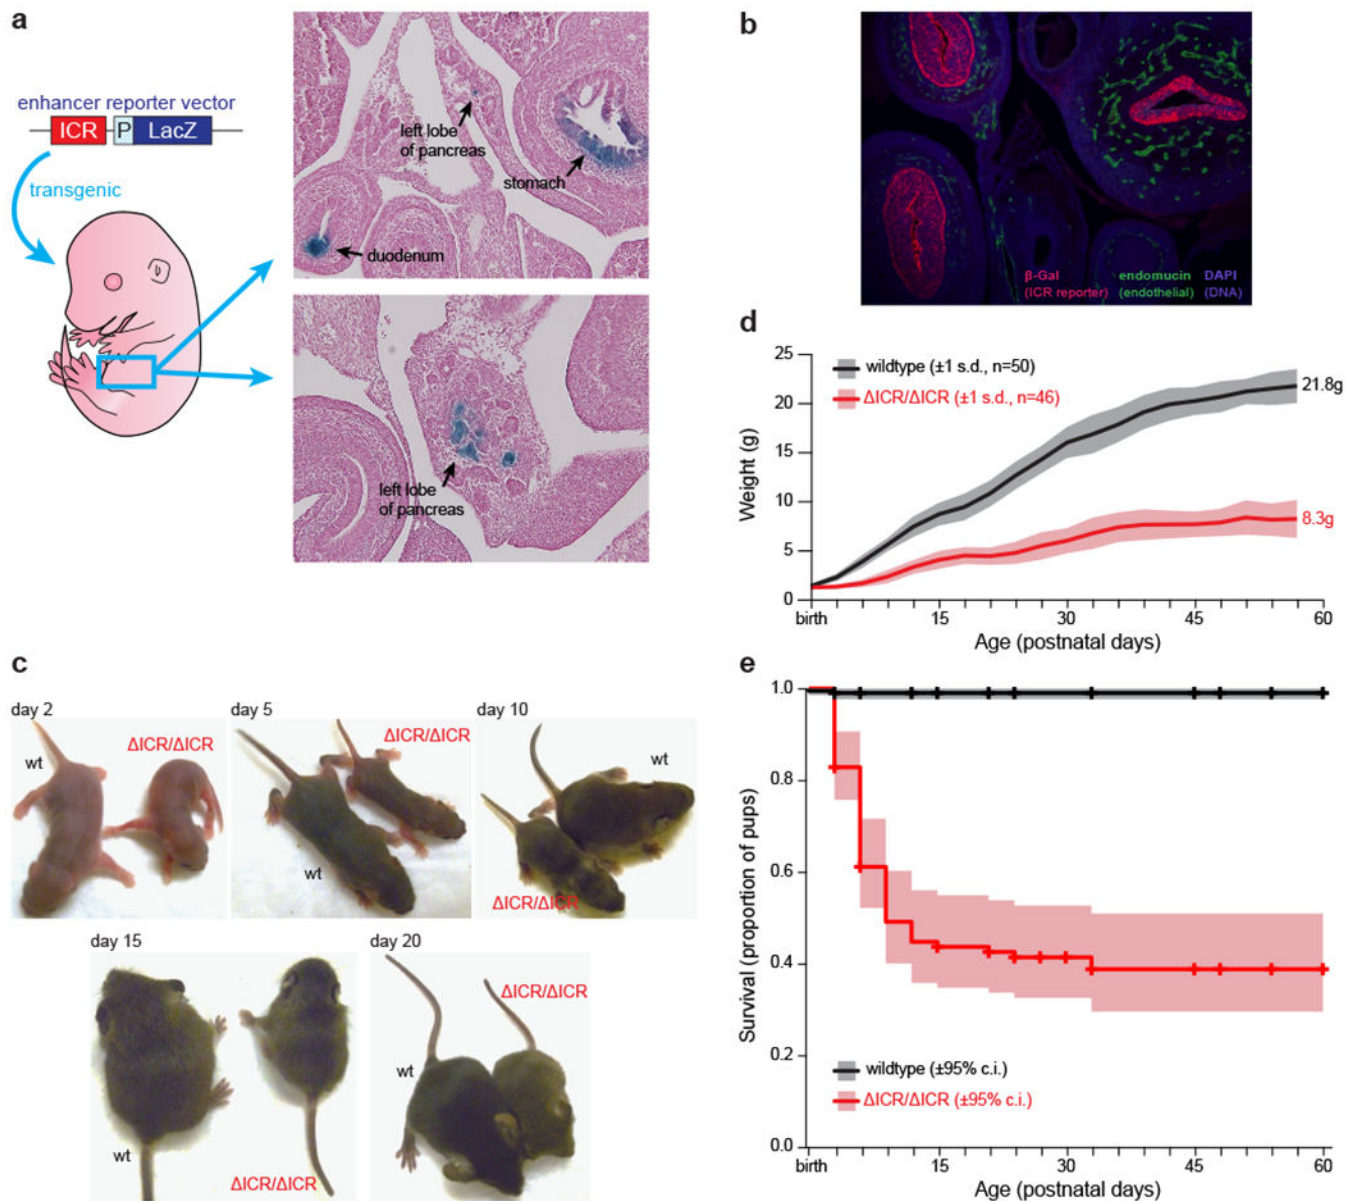 a
enhancer reporter vector
ICR P LacZ
transgenic
left lobe
of pancreas
stomach
duodenum
left lobe
of pancreas
b
β-Gal endomucin DAPI
(ICR reporter) (endothelial) (DNA)
c
day 2
wt
ΔICR/ΔICR
day 5
ΔICR/ΔICR
wt
day 10
wt
ΔICR/ΔICR
day 15
wt
ΔICR/ΔICR
day 20
ΔICR/ΔICR
wt
d
25
20
15
10
5
0
Weight (g)
wildtype (±1 s.d., n=50)
ΔICR/ΔICR (±1 s.d., n=46)
21.8g
8.3g
birth 15 30 45 60
Age (postnatal days)
e
1.0
0.8
0.6
0.4
0.2
0.0
Survival (proportion of pups)
wildtype (±95% c.i.)
ΔICR/ΔICR (±95% c.i.)
birth 15 30 45 60
Age (postnatal days)